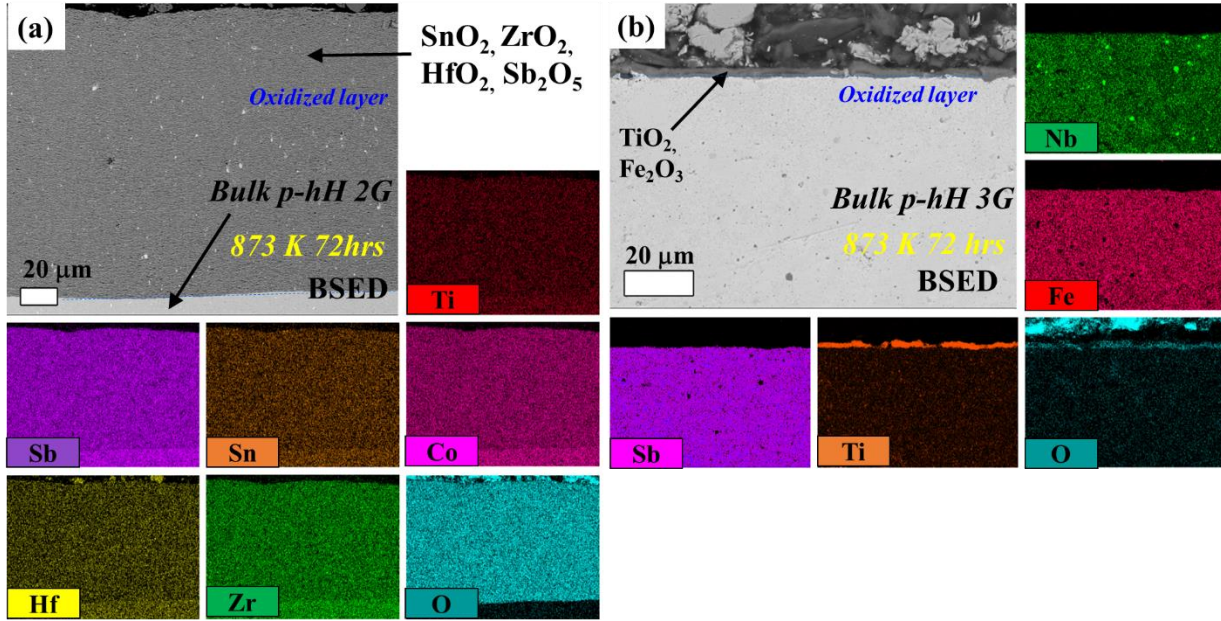 (a)
SnO₂, ZrO₂,
HfO₂, Sb₂O₅
Oxidized layer
Bulk p-hH 2G
873 K 72hrs
20 µm
BSED
Ti
Sb
Sn
Co
Hf
Zr
O
(b)
Oxidized layer
TiO₂,
Fe₂O₃
Bulk p-hH 3G
873 K 72 hrs
20 µm
BSED
Nb
Fe
Sb
Ti
O